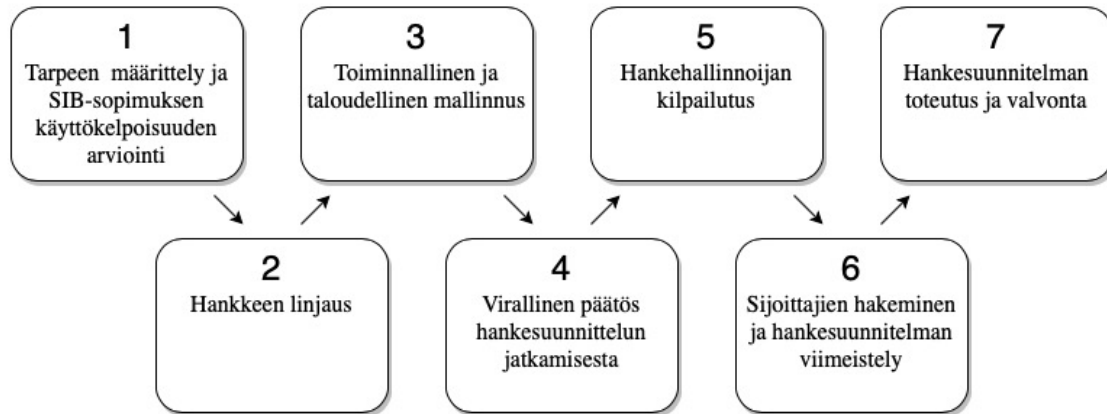 1
Tarpeen määrittely ja
SIB-sopimuksen
käyttökelpoisuuden
arviointi
2
Hankkeen linjaus
3
Toiminnallinen ja
taloudellinen mallinnus
4
Virallinen päätös
hankesuunnittelun
jatkamisesta
5
Hankehallinnoijan
kilpailutus
6
Sijoittajien hakeminen
ja hankesuunnitelman
viimeistely
7
Hankesuunnitelman
toteutus ja valvonta